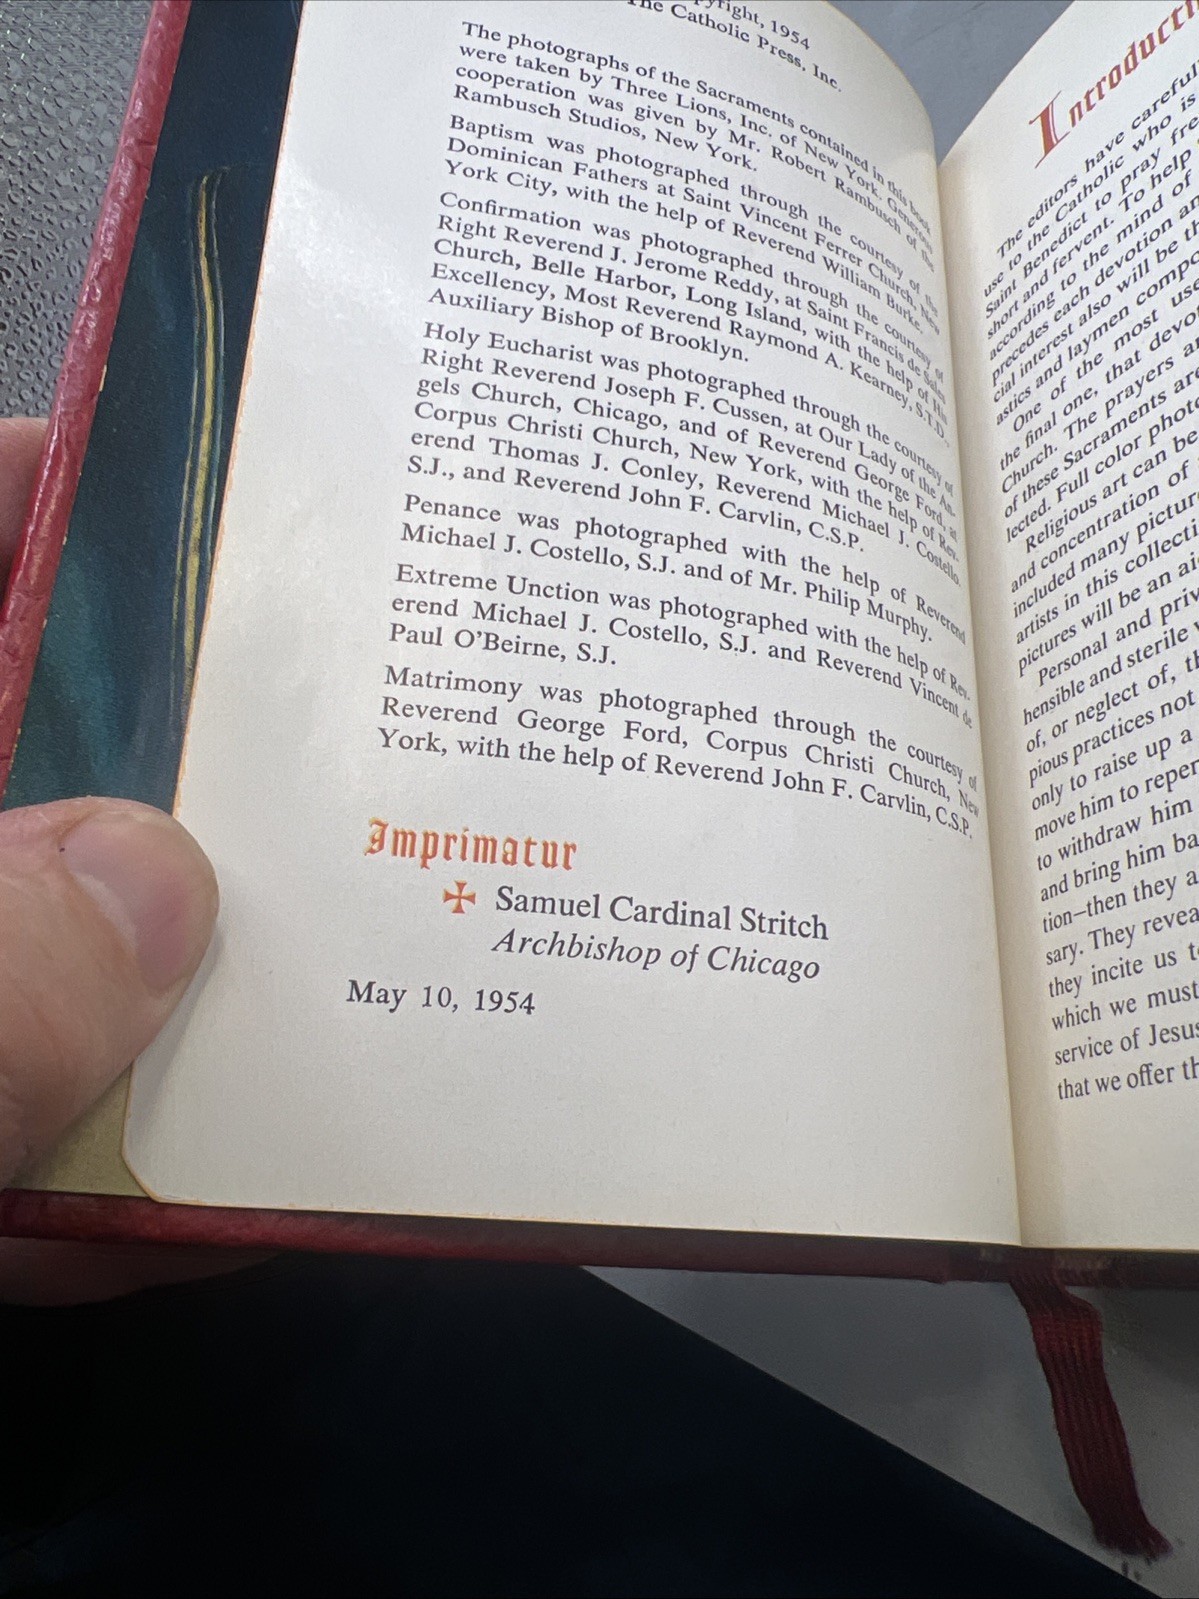 yright, 1954
The Catholic Press, Inc.
The photographs of the Sacraments contained in this book
were taken by Three Lions, Inc. of New York. Generous
cooperation was given by Mr. Robert Rambusch of the
Rambusch Studios, New York.
Baptism was photographed through the courtesy of the
Dominican Fathers at Saint Vincent Ferrer Church, New
York City, with the help of Reverend William Burke.
Confirmation was photographed through the courtesy of
Right Reverend J. Jerome Reddy, at Saint Francis de Sales
Church, Belle Harbor, Long Island, with the help of His
Excellency, Most Reverend Raymond A. Kearney, S.T.D.
Auxiliary Bishop of Brooklyn.
Holy Eucharist was photographed through the courtesy of
Right Reverend Joseph F. Cussen, at Our Lady of the An-
gels Church, Chicago, and of Reverend George Ford, at
Corpus Christi Church, New York, with the help of Rev-
erend Thomas J. Conley, Reverend Michael J. Costello
S.J., and Reverend John F. Carvlin, C.S.P.
Penance was photographed with the help of Reverend
Michael J. Costello, S.J. and of Mr. Philip Murphy.
Extreme Unction was photographed with the help of Rev-
erend Michael J. Costello, S.J. and Reverend Vincent de
Paul O'Beirne, S.J.
Matrimony was photographed through the courtesy of
Reverend George Ford, Corpus Christi Church, New
York, with the help of Reverend John F. Carvlin, C.S.P.
Imprimatur
✠ Samuel Cardinal Stritch
Archbishop of Chicago
May 10, 1954
Introducti
The editors have careful
use to the Catholic who is
Saint Benedict to pray fre
short and fervent. To help
according to the mind of
precedes each devotion an
cial interest also will be th
astics and laymen compo
One of the most use
the final one, that devo
Church. The prayers a
of these Sacraments are
lected. Full color photo
Religious art can be
and concentration of
included many pictur
artists in this collecti
pictures will be an ai
Personal and priv
hensible and sterile
of, or neglect of, th
pious practices not
only to raise up a
move him to reper
to withdraw him
and bring him ba
tion—then they a
sary. They revea
they incite us t
which we must
service of Jesus
that we offer th